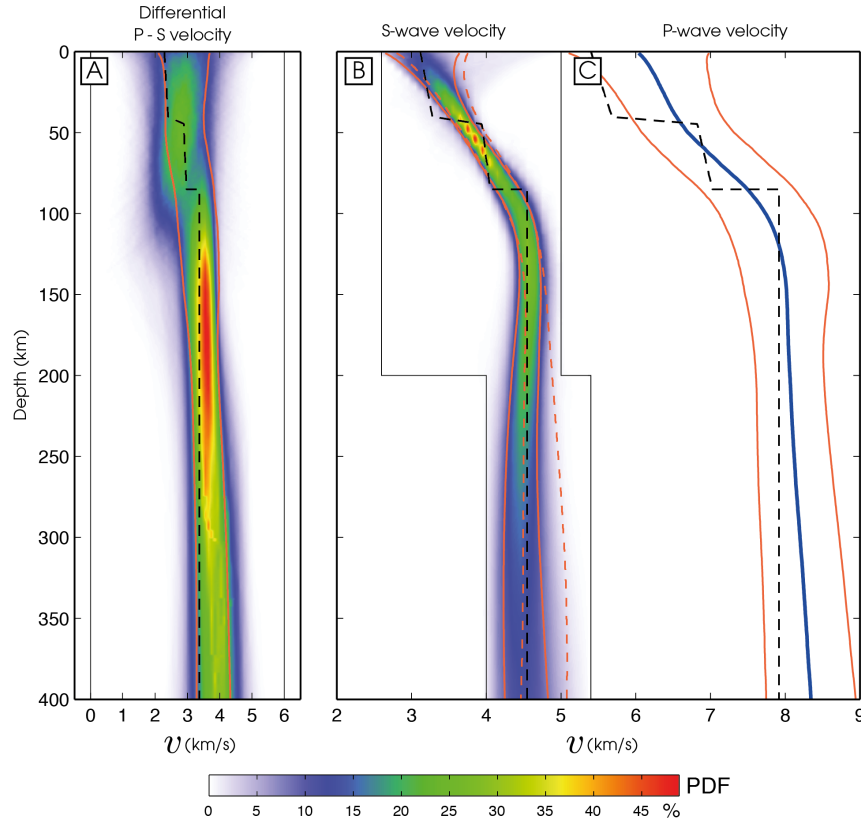 Differential
P - S velocity
S-wave velocity
P-wave velocity
A
B
C
0
50
100
150
200
250
300
350
400
Depth (km)
0 1 2 3 4 5 6
2 3 4 5 6 7 8 9
v (km/s)
v (km/s)
PDF
0 5 10 15 20 25 30 35 40 45 %